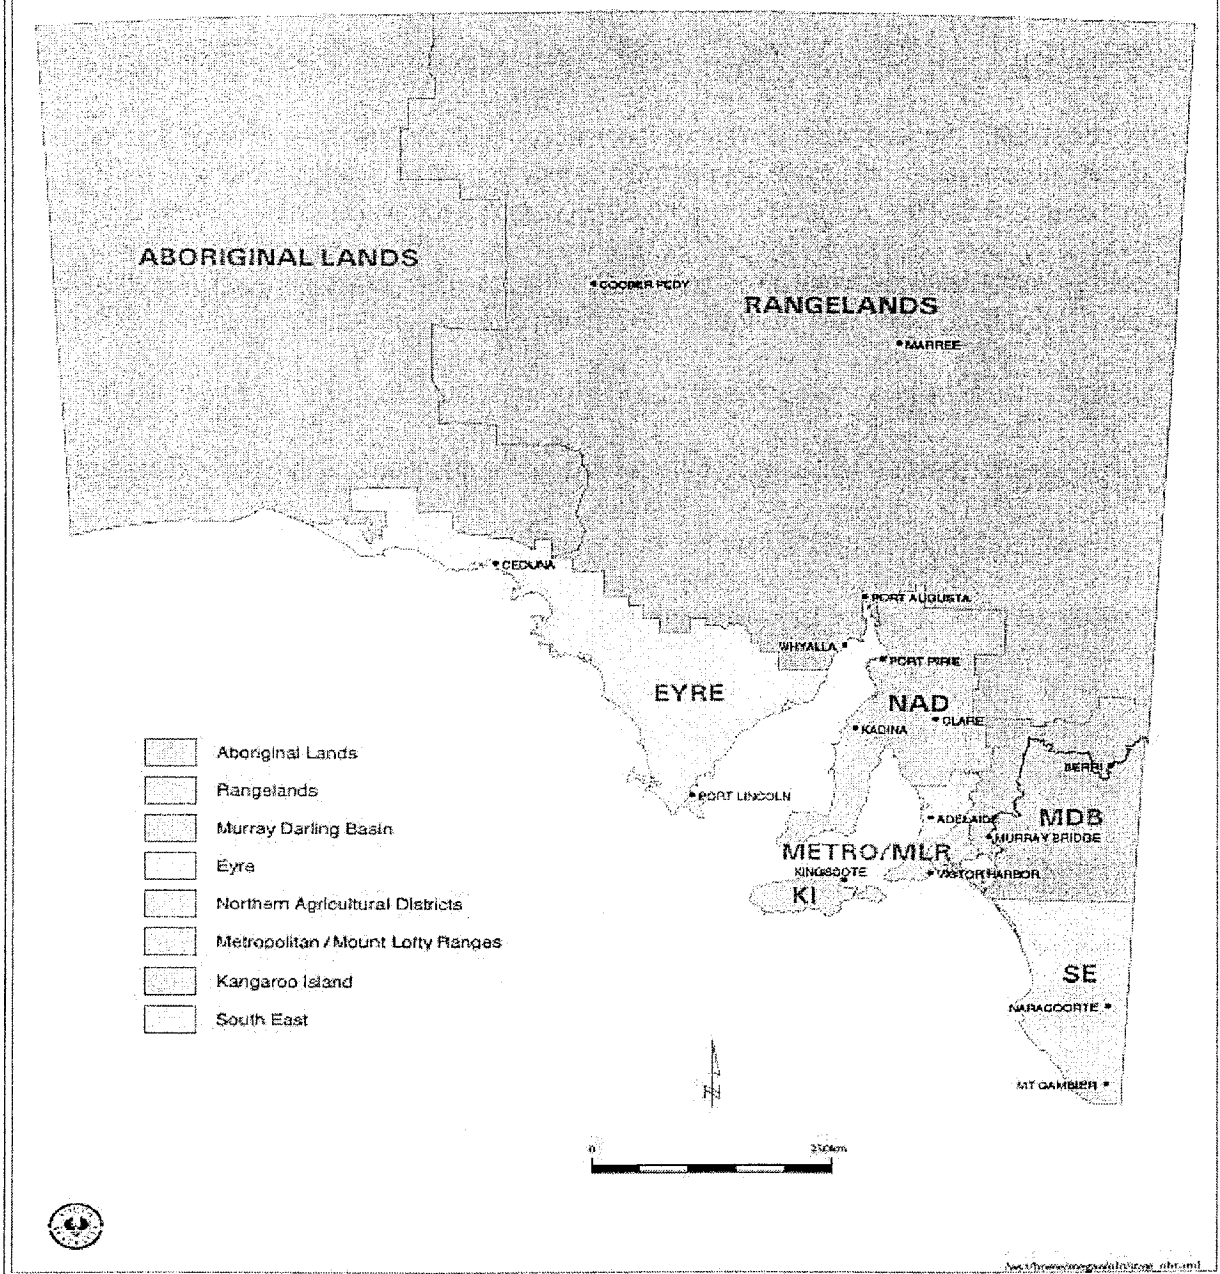 ABORIGINAL LANDS
COOBER PEDY
RANGELANDS
MARREE
CEDUNA
PORT AUGUSTA
WHYALLA
PORT PIRIE
EYRE
NAD
CLARE
KADINA
BERRI
PORT LINCOLN
ADELAIDE
MDB
MURRAY BRIDGE
METRO/MLR
KINGSCOTE
VICTOR HARBOR
KI
SE
NARACOORTE
MT GAMBIER
Aboriginal Lands
Rangelands
Murray Darling Basin
Eyre
Northern Agricultural Districts
Metropolitan / Mount Lofty Ranges
Kangaroo Island
South East
N
0 250km